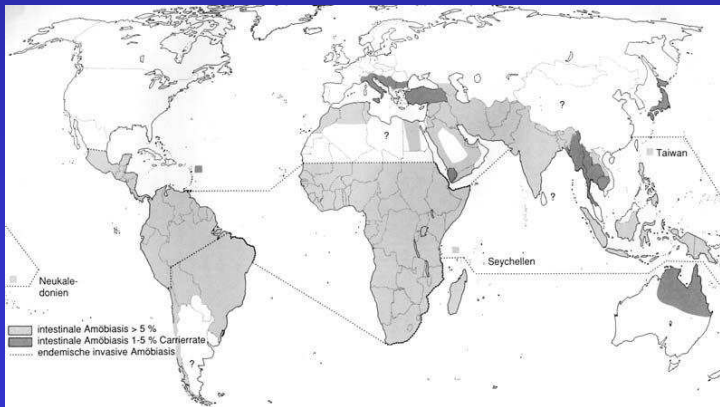 ?
?
Taiwan
?
Seychellen
Neukale-
donien
intestinale Amöbiasis > 5 %
intestinale Amöbiasis 1-5 % Carrierrate
endemische invasive Amöbiasis
?
?